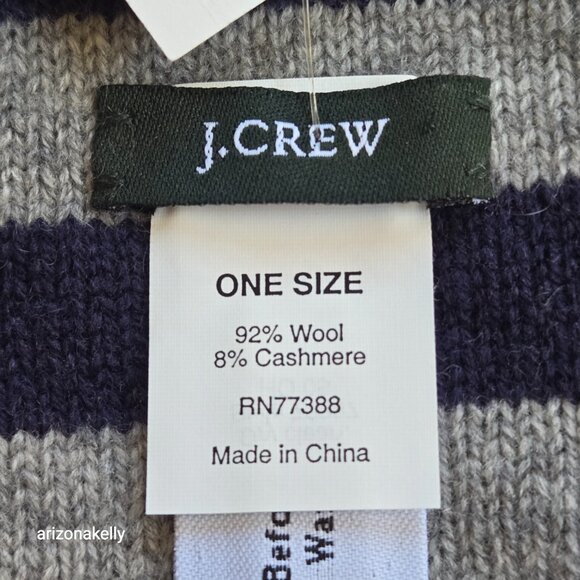 J.CREW
ONE SIZE
92% Wool
8% Cashmere
RN77388
Made in China
arizonakelly